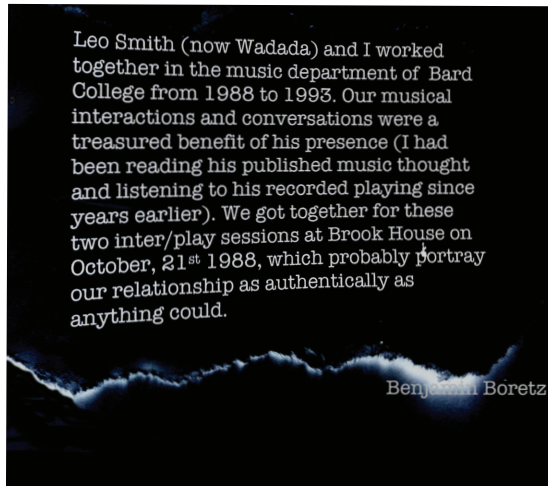 Leo Smith (now Wadada) and I worked
together in the music department of Bard
College from 1988 to 1993. Our musical
interactions and conversations were a
treasured benefit of his presence (I had
been reading his published music thought
and listening to his recorded playing since
years earlier). We got together for these
two inter/play sessions at Brook House on
October, 21st 1988, which probably portray
our relationship as authentically as
anything could.
Benjamin Boretz